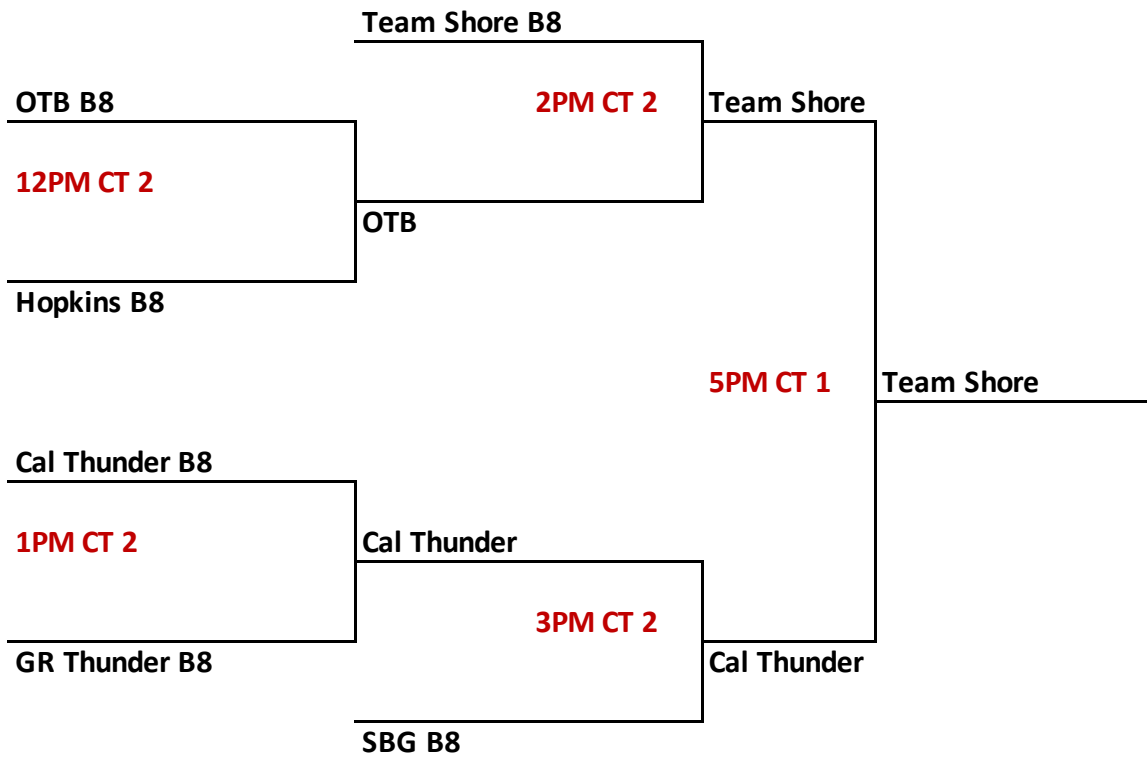 Team Shore B8
OTB B8
2PM CT 2
Team Shore
12PM CT 2
OTB
Hopkins B8
5PM CT 1
Team Shore
Cal Thunder B8
1PM CT 2
Cal Thunder
3PM CT 2
GR Thunder B8
Cal Thunder
SBG B8